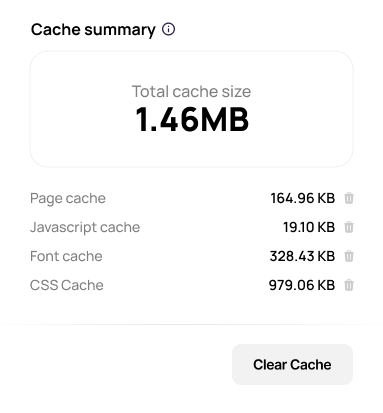 Cache summary
Total cache size
1.46MB
Page cache 164.96 KB
Javascript cache 19.10 KB
Font cache 328.43 KB
CSS Cache 979.06 KB
Clear Cache